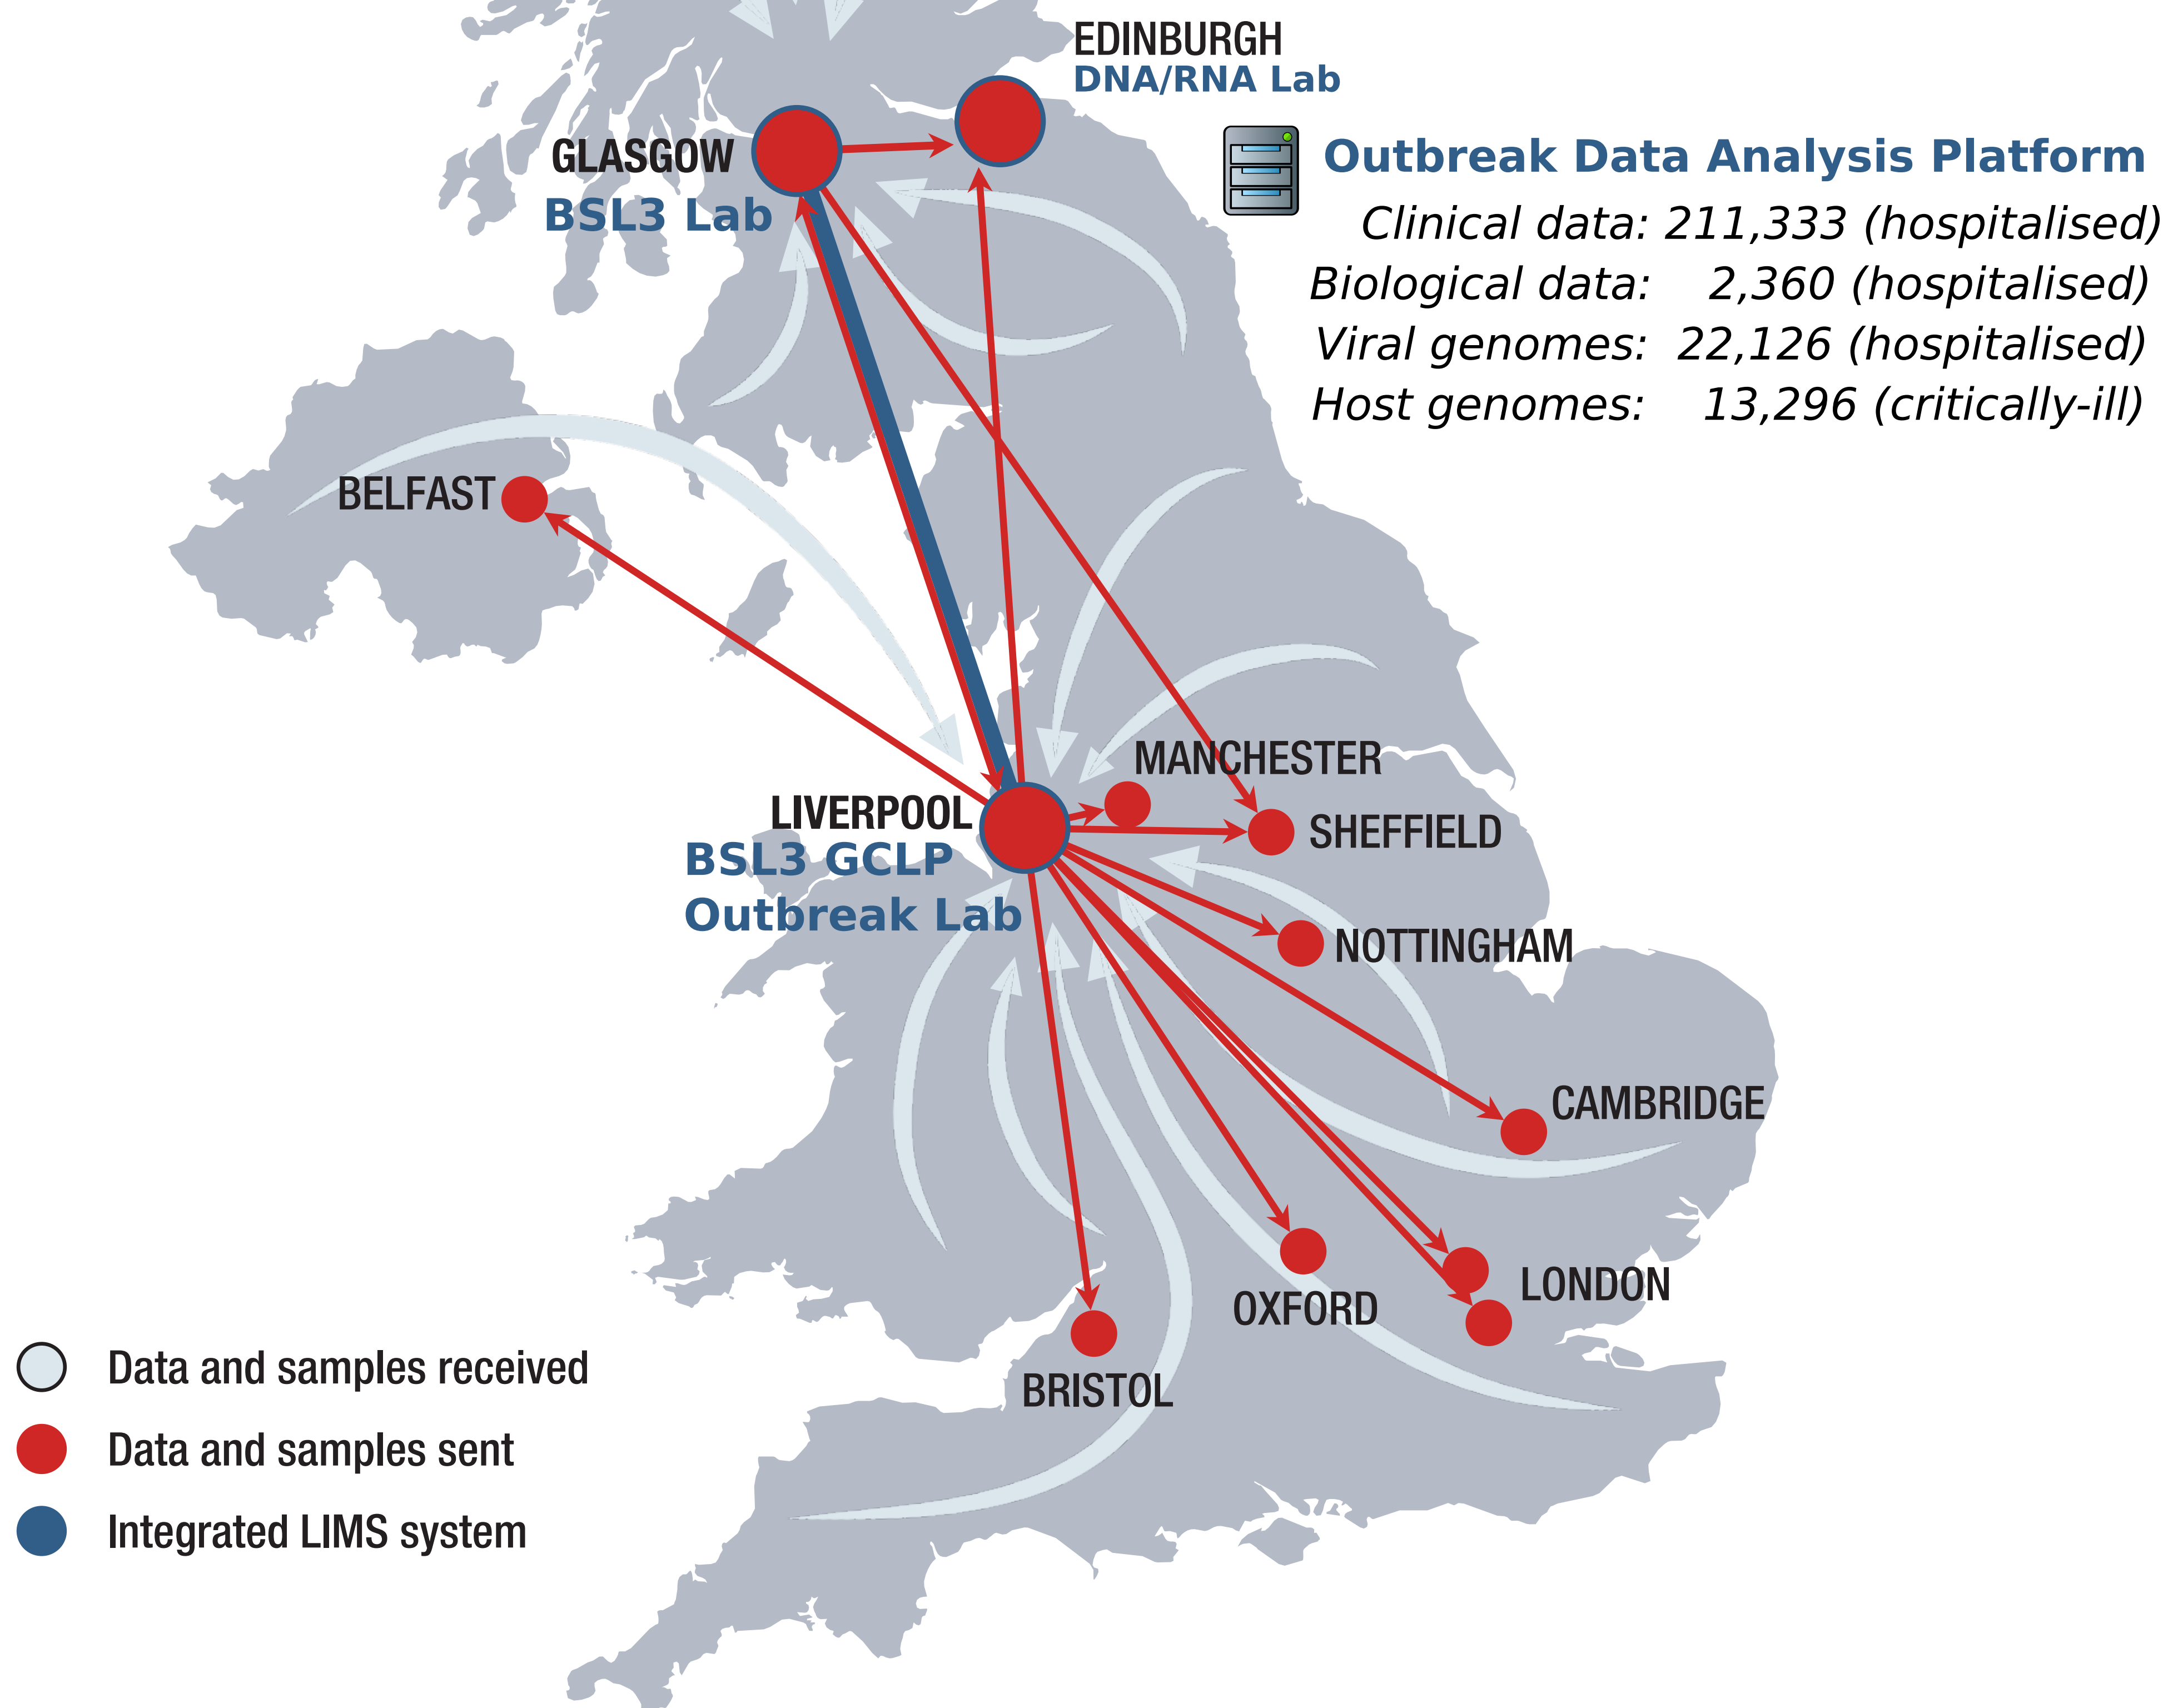 EDINBURGH
DNA/RNA Lab
GLASGOW
BSL3 Lab
Outbreak Data Analysis Platform
Clinical data: 211,333 (hospitalised)
Biological data: 2,360 (hospitalised)
Viral genomes: 22,126 (hospitalised)
Host genomes: 13,296 (critically-ill)
BELFAST
MANCHESTER
LIVERPOOL
BSL3 GCLP
Outbreak Lab
SHEFFIELD
NOTTINGHAM
CAMBRIDGE
LONDON
OXFORD
BRISTOL
Data and samples received
Data and samples sent
Integrated LIMS system